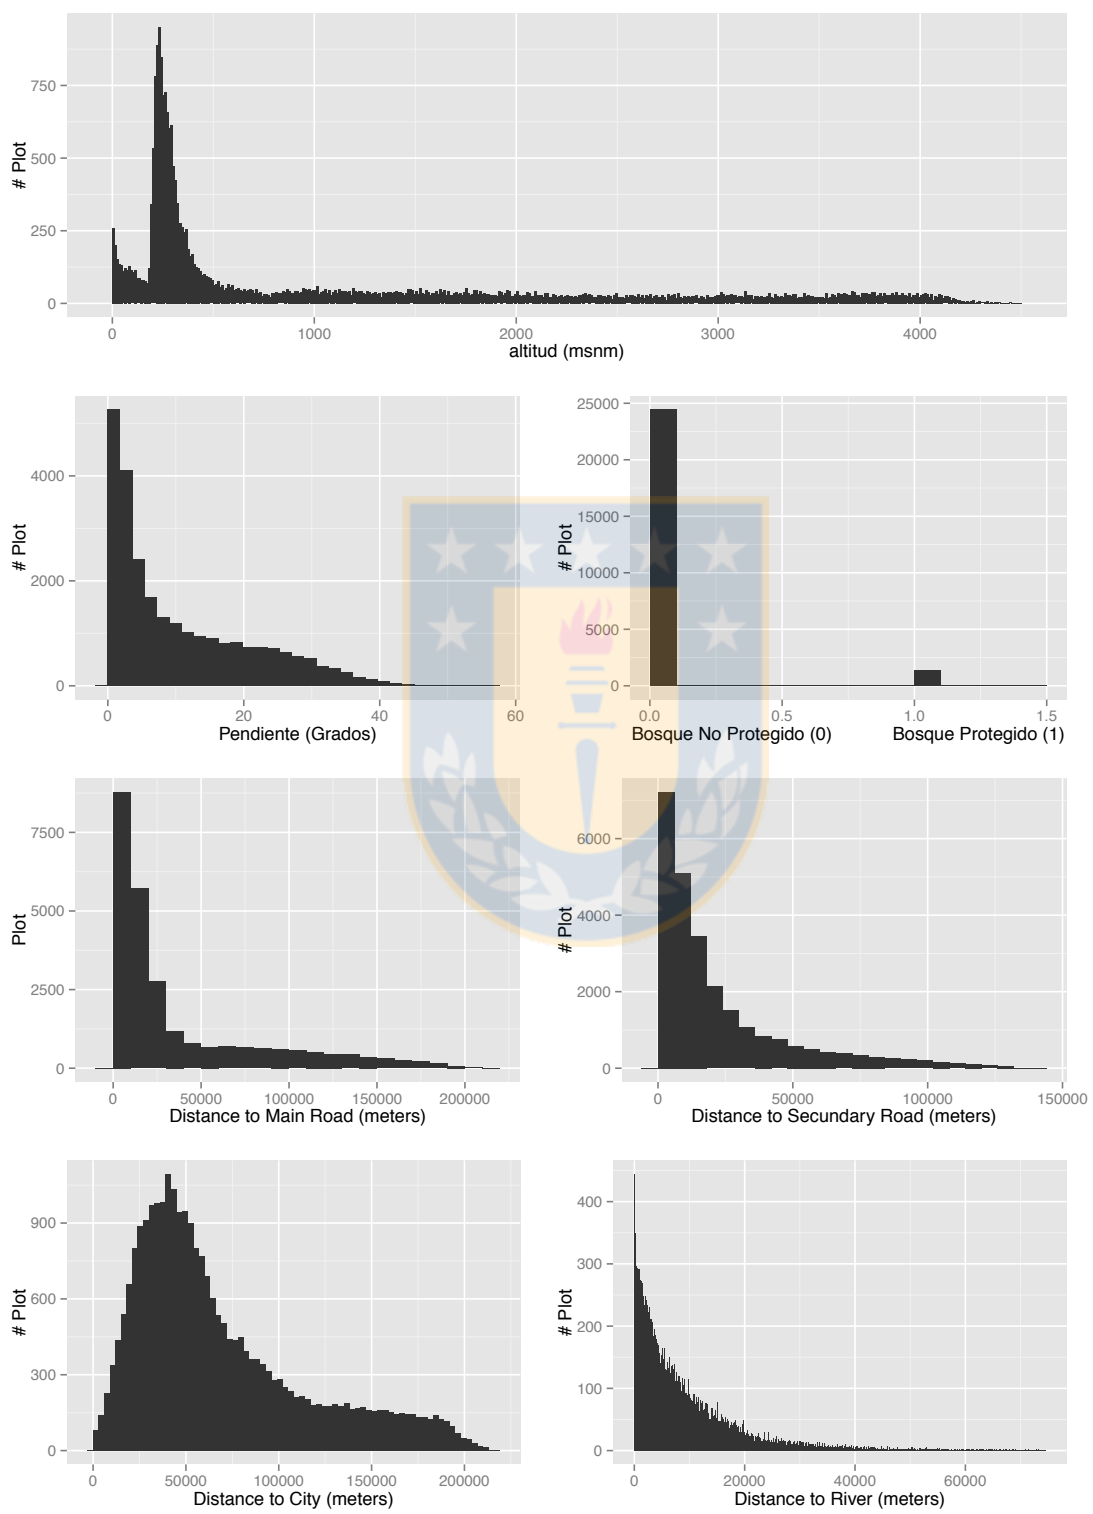 # Plot
750
500
250
0
0 1000 2000 3000 4000
altitud (msnm)
# Plot
4000
2000
0
0 20 40 60
Pendiente (Grados)
# Plot
25000
20000
15000
10000
5000
0
0.0 0.5 1.0 1.5
Bosque No Protegido (0) Bosque Protegido (1)
Plot
7500
5000
2500
0
0 50000 100000 150000 200000
Distance to Main Road (meters)
# Plot
6000
4000
2000
0
0 50000 100000 150000
Distance to Secundary Road (meters)
# Plot
900
600
300
0
0 50000 100000 150000 200000
Distance to City (meters)
# Plot
400
300
200
100
0
0 20000 40000 60000
Distance to River (meters)